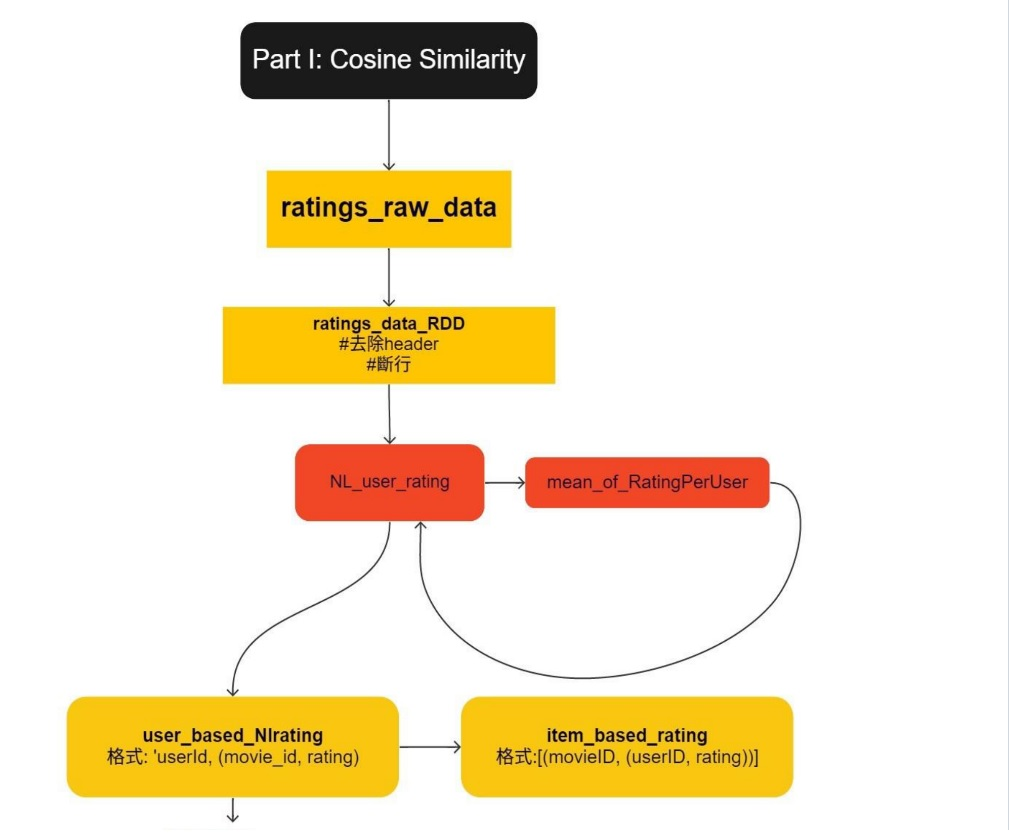 Part I: Cosine Similarity
ratings_raw_data
ratings_data_RDD
#去除header
#斷行
NL_user_rating
mean_of_RatingPerUser
user_based_NIrating
格式: 'userId, (movie_id, rating)
item_based_rating
格式:[(movieID, (userID, rating))]